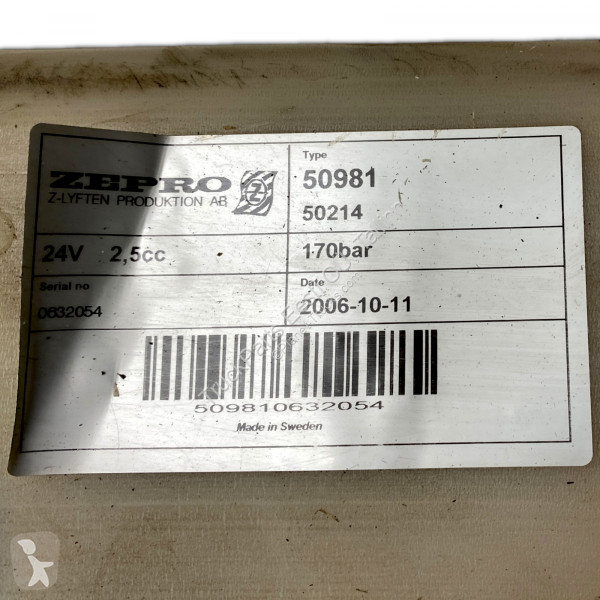 ZEPRO
Z-LYFTEN PRODUKTION AB
Type
50981
50214
24V 2,5cc
170bar
Serial no
0632054
Date
2006-10-11
509810632054
Made in Sweden